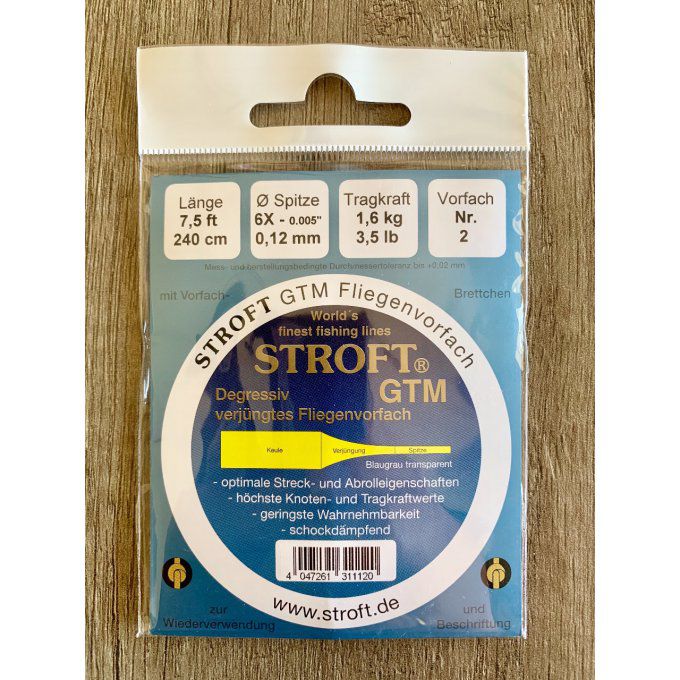 Länge
7,5 ft
240 cm
Ø Spitze
6X - 0.005"
0,12 mm
Tragkraft
1,6 kg
3,5 lb
Vorfach
Nr.
2
Mess- und herstellungsbedingte Durchmessertoleranz bis +0,02 mm
mit Vorfach-
Brettchen
STROFT GTM Fliegenvorfach
World´s
finest fishing lines
STROFT®
GTM
Degressiv
verjüngtes Fliegenvorfach
Keule
Verjüngung
Spitze
Blaugrau transparent
- optimale Streck- und Abrolleigenschaften
- höchste Knoten- und Tragkraftwerte
- geringste Wahrnehmbarkeit
- schockdämpfend
4 047261 311120
www.stroft.de
zur
Wiederverwendung
und
Beschriftung